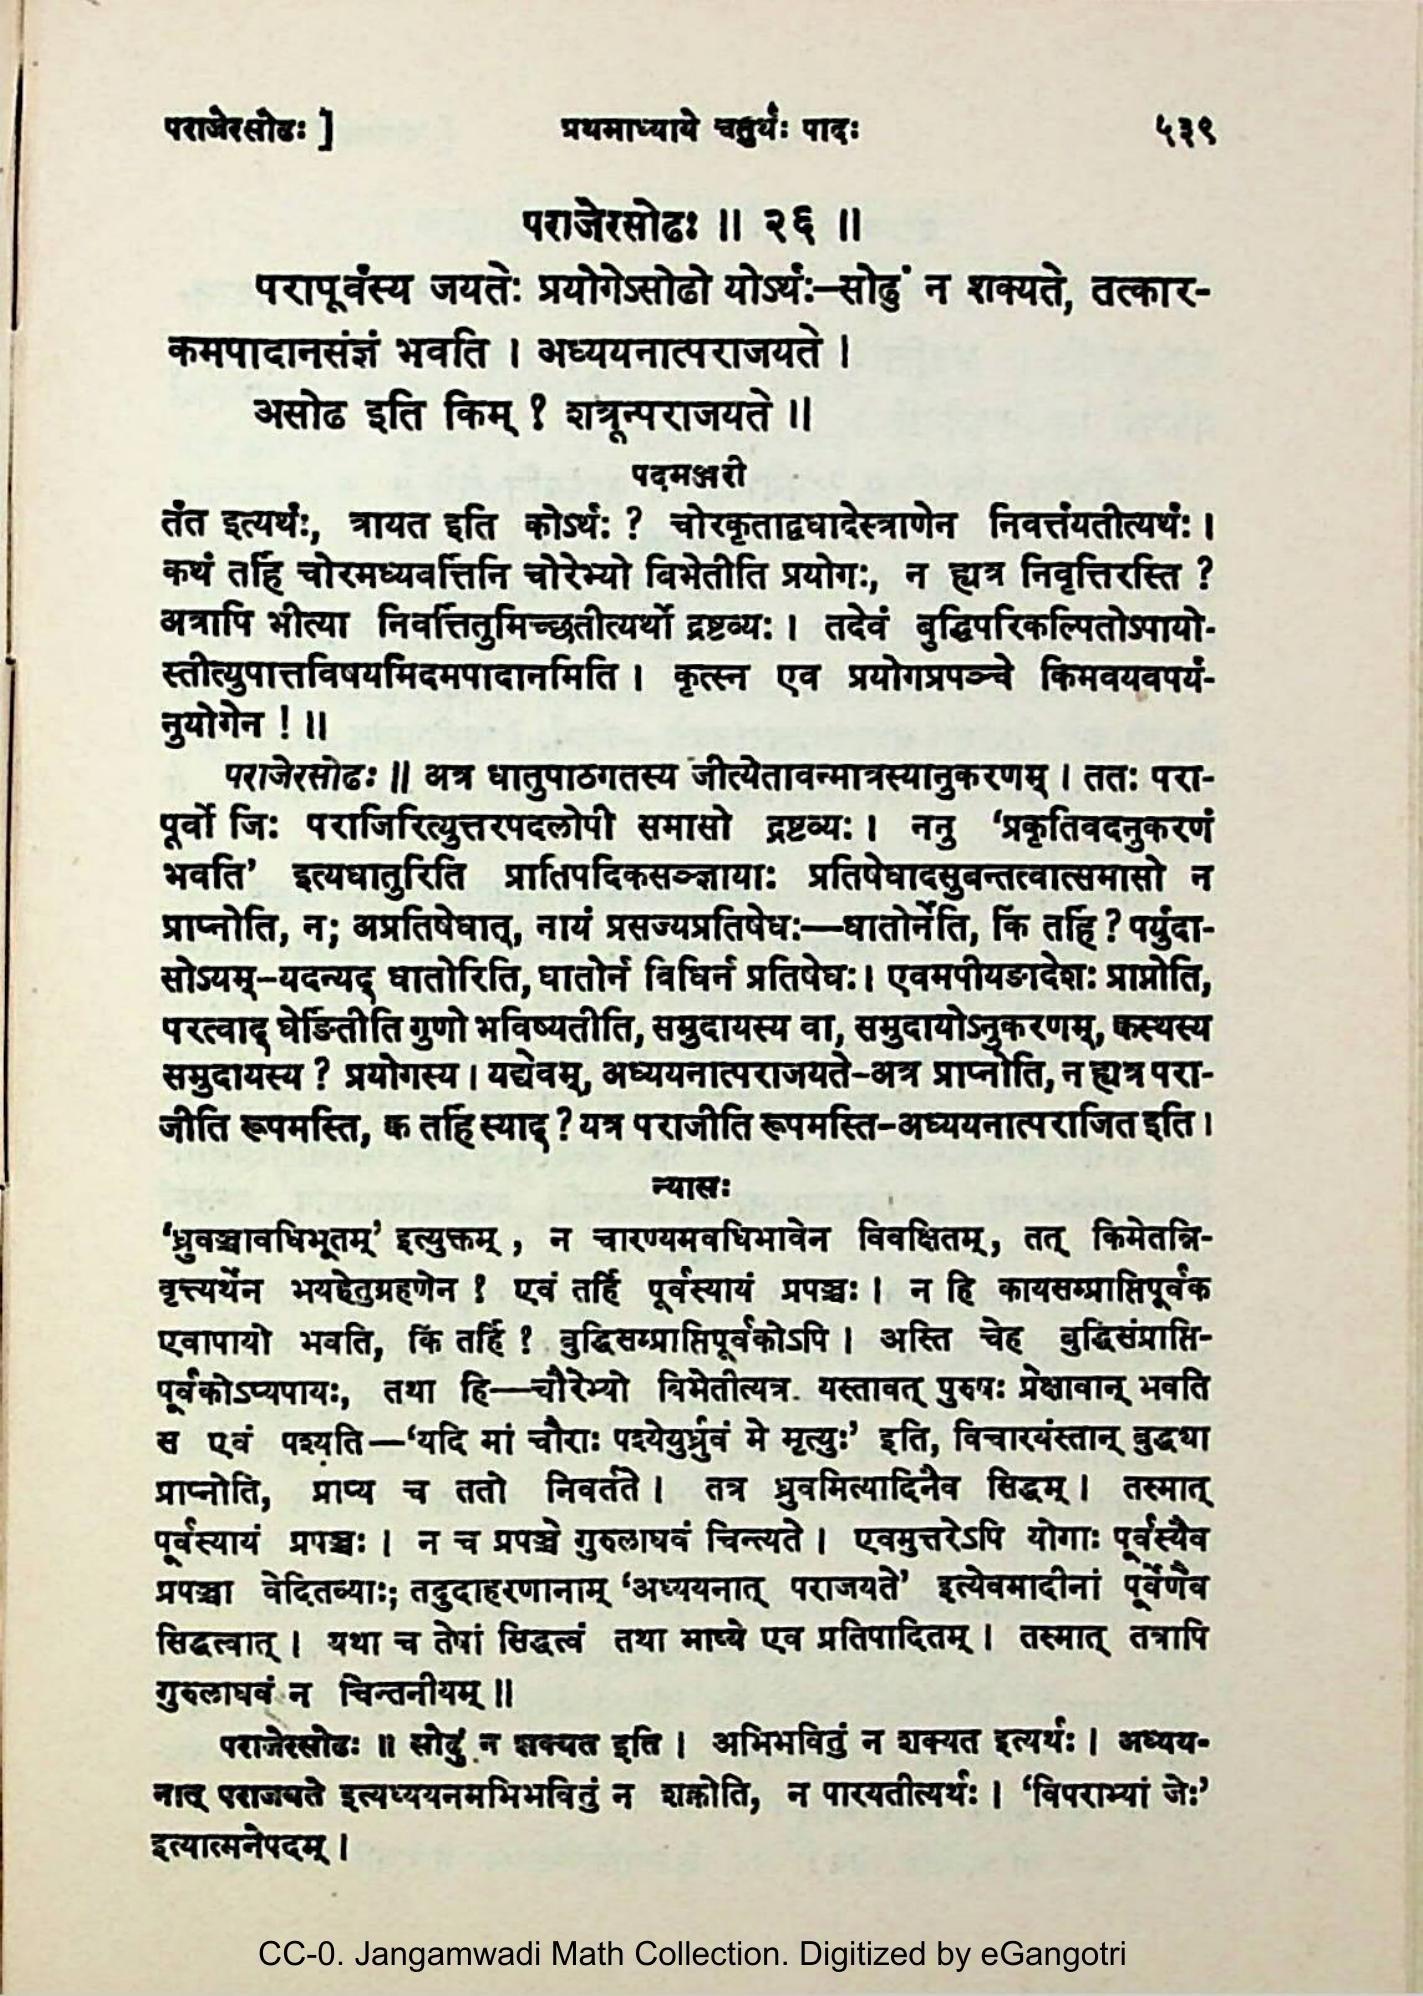 पराजेरसोढः ]
प्रथमाध्याये चतुर्थः पादः
५३९
पराजेरसोढः ॥ २६ ॥
परापूर्वस्य जयतेः प्रयोगेऽसोढो योऽर्थः—सोढुं न शक्यते, तत्कार-
कमपादानसंज्ञं भवति । अध्ययनात्पराजयते ।
असोढ इति किम् ? शत्रून्पराजयते ॥
पदमञ्जरी
र्तत इत्यर्थः, त्रायत इति कोऽर्थः ? चोरकृताद्वधादेस्त्राणेन निवर्त्तयतीत्यर्थः ।
कथं तर्हि चोरमध्यवर्त्तिनि चोरेभ्यो बिभेतीति प्रयोगः, न ह्यत्र निवृत्तिरस्ति ?
अत्रापि भीत्या निवर्त्तितुमिच्छतीत्यर्थो द्रष्टव्यः । तदेवं बुद्धिपरिकल्पितोऽपायो-
स्तीत्युपात्तविषयमिदमपादानमिति । कृत्स्न एव प्रयोगप्रपञ्चे किमवयवपर्य-
नुयोगेन ! ॥
पराजेरसोढः ॥ अत्र धातुपाठगतस्य जीत्येतावन्मात्रस्यानुकरणम् । ततः परा-
पूर्वो जिः पराजिरित्युत्तरपदलोपी समासो द्रष्टव्यः । ननु ‘प्रकृतिवदनुकरणं
भवति’ इत्यधातुरिति प्रातिपदिकसञ्ज्ञायाः प्रतिषेधादसुबन्तत्वात्समासो न
प्राप्नोति, न; अप्रतिषेधात्, नायं प्रसज्यप्रतिषेधः—धातोर्नेति, किं तर्हि ? पर्युदा-
सोऽयम्–यदन्यद् धातोरिति, धातोर्न विधिर्न प्रतिषेधः । एवमपीयङादेशः प्राप्नोति,
परत्वाद् घेर्ङितीति गुणो भविष्यतीति, समुदायस्य वा, समुदायोऽनुकरणम्, कस्थस्य
समुदायस्य ? प्रयोगस्य । यद्येवम्, अध्ययनात्पराजयते–अत्र प्राप्नोति, न ह्यत्र परा-
जीति रूपमस्ति, क्व तर्हि स्याद् ? यत्र पराजीति रूपमस्ति–अध्ययनात्पराजित इति ।
न्यासः
‘ध्रुवञ्चावधिभूतम्’ इत्युक्तम् , न चारण्यमवधिभावेन विवक्षितम्, तत् किमेतन्नि-
वृत्त्यर्थेन भयहेतुग्रहणेन ? एवं तर्हि पूर्वस्यायं प्रपञ्चः । न हि कायसम्प्राप्तिपूर्वक
एवापायो भवति, किं तर्हि ? बुद्धिसम्प्राप्तिपूर्वकोऽपि । अस्ति चेह बुद्धिसंप्राप्ति-
पूर्वकोऽप्यपायः, तथा हि—चौरेभ्यो बिभेतीत्यत्र यस्तावत् पुरुषः प्रेक्षावान् भवति
स एवं पश्यति—‘यदि मां चौराः पश्येयुर्ध्रुवं मे मृत्युः’ इति, विचारयंस्तान् बुद्ध्या
प्राप्नोति, प्राप्य च ततो निवर्तते । तत्र ध्रुवमित्यादिनैव सिद्धम् । तस्मात्
पूर्वस्यायं प्रपञ्चः । न च प्रपञ्चे गुरुलाघवं चिन्त्यते । एवमुत्तरेऽपि योगाः पूर्वस्यैव
प्रपञ्चा वेदितव्याः; तदुदाहरणानाम् ‘अध्ययनात् पराजयते’ इत्येवमादीनां पूर्वेणैव
सिद्धत्वात् । यथा च तेषां सिद्धत्वं तथा भाष्ये एव प्रतिपादितम् । तस्मात् तत्रापि
गुरुलाघवं न चिन्तनीयम् ॥
पराजेरसोढः ॥ सोढुं न शक्यत इति । अभिभवितुं न शक्यत इत्यर्थः । अध्यय-
नात् पराजयते इत्यध्ययनमभिभवितुं न शक्नोति, न पारयतीत्यर्थः । ‘विपराभ्यां जेः’
इत्यात्मनेपदम् ।
CC-0. Jangamwadi Math Collection. Digitized by eGangotri